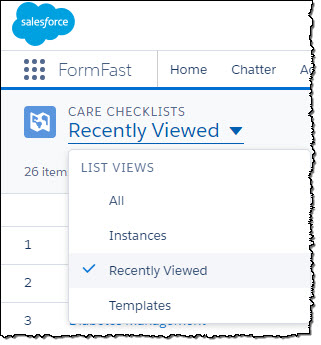 salesforce
FormFast Home Chatter
CARE CHECKLISTS
Recently Viewed
26 item
LIST VIEWS
All
1
Instances
2
Recently Viewed
Templates
3